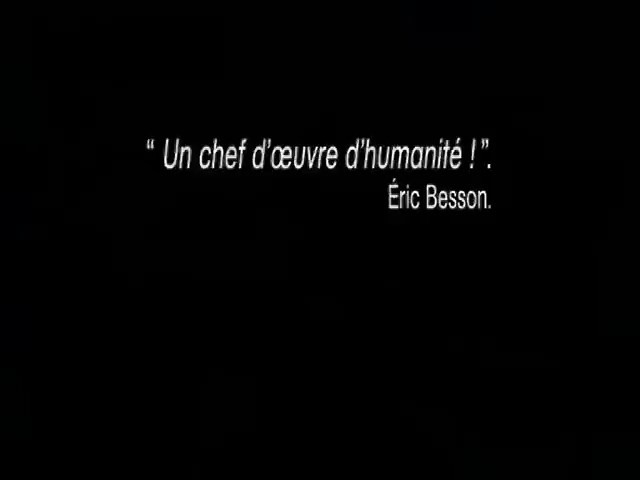 “ Un chef d’œuvre d’humanité ! ”.
Éric Besson.